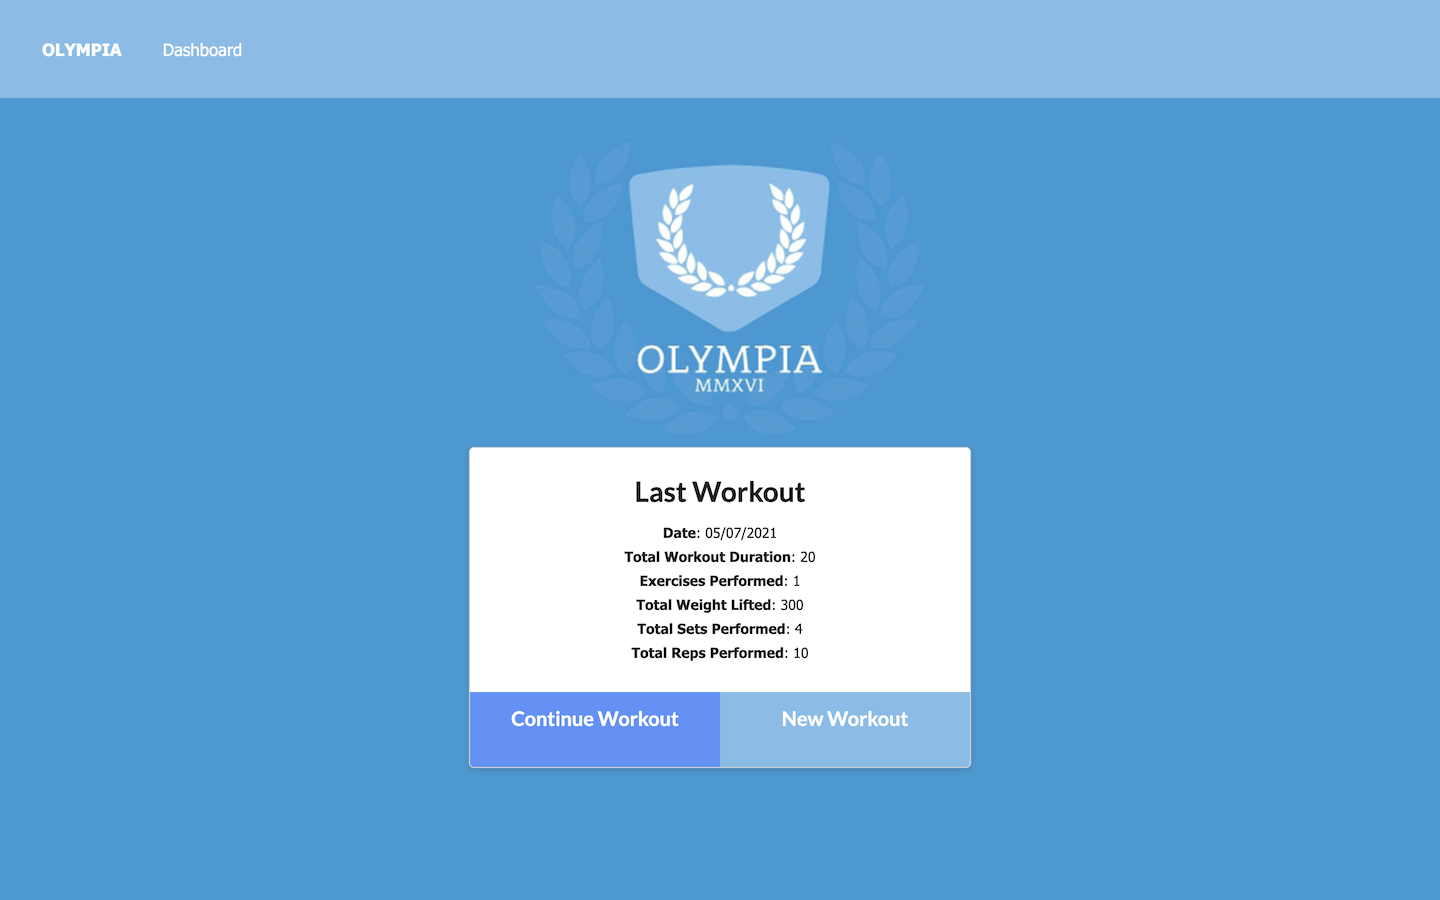 OLYMPIA Dashboard
OLYMPIA
MMXVI
Last Workout
Date: 05/07/2021
Total Workout Duration: 20
Exercises Performed: 1
Total Weight Lifted: 300
Total Sets Performed: 4
Total Reps Performed: 10
Continue Workout New Workout